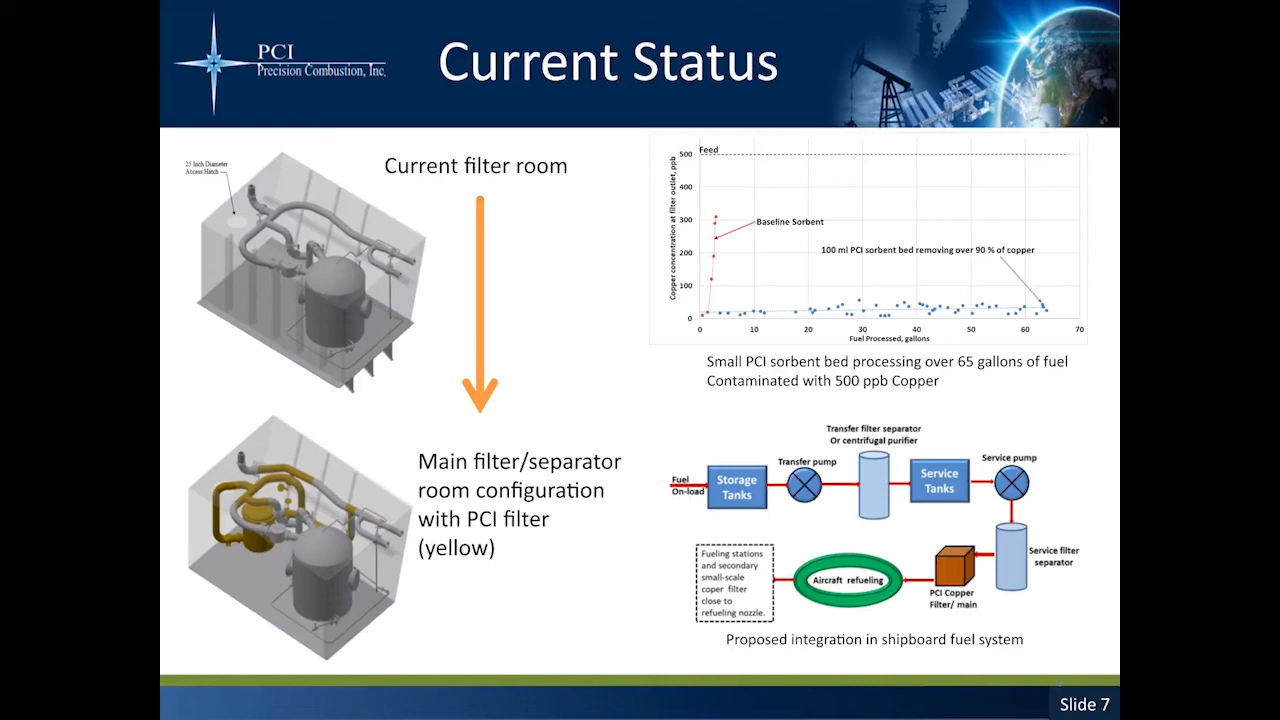 PCI
Precision Combustion, Inc.
Current Status
25 Inch Diameter
Access Hatch
Current filter room
Main filter/separator
room configuration
with PCI filter
(yellow)
Copper concentration at filter outlet, ppb
500
400
300
200
100
0
Feed
Baseline Sorbent
100 ml PCI sorbent bed removing over 90 % of copper
0 10 20 30 40 50 60 70
Fuel Processed, gallons
Small PCI sorbent bed processing over 65 gallons of fuel
Contaminated with 500 ppb Copper
Transfer filter separator
Or centrifugal purifier
Fuel
On-load
Storage
Tanks
Transfer pump
Service
Tanks
Service pump
Service filter
separator
PCI Copper
Filter/ main
Aircraft refueling
Fueling stations
and secondary
small-scale
coper filter
close to
refueling nozzle.
Proposed integration in shipboard fuel system
Slide 7